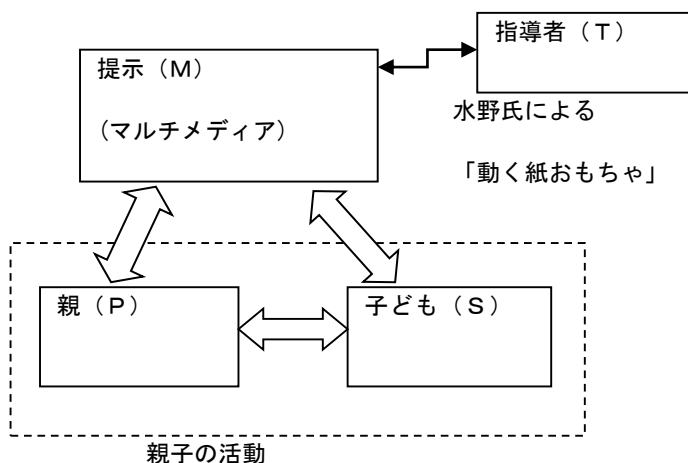 指導者（Ｔ）
提示（Ｍ）
（マルチメディア）
水野氏による
「動く紙おもちゃ」
親（Ｐ）
子ども（Ｓ）
親子の活動